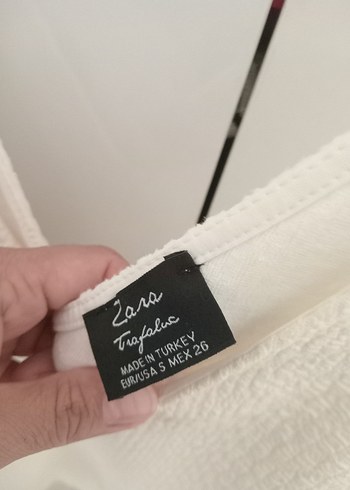 Zara
Trafaluc
MADE IN TURKEY
EUR/USA S MEX 26